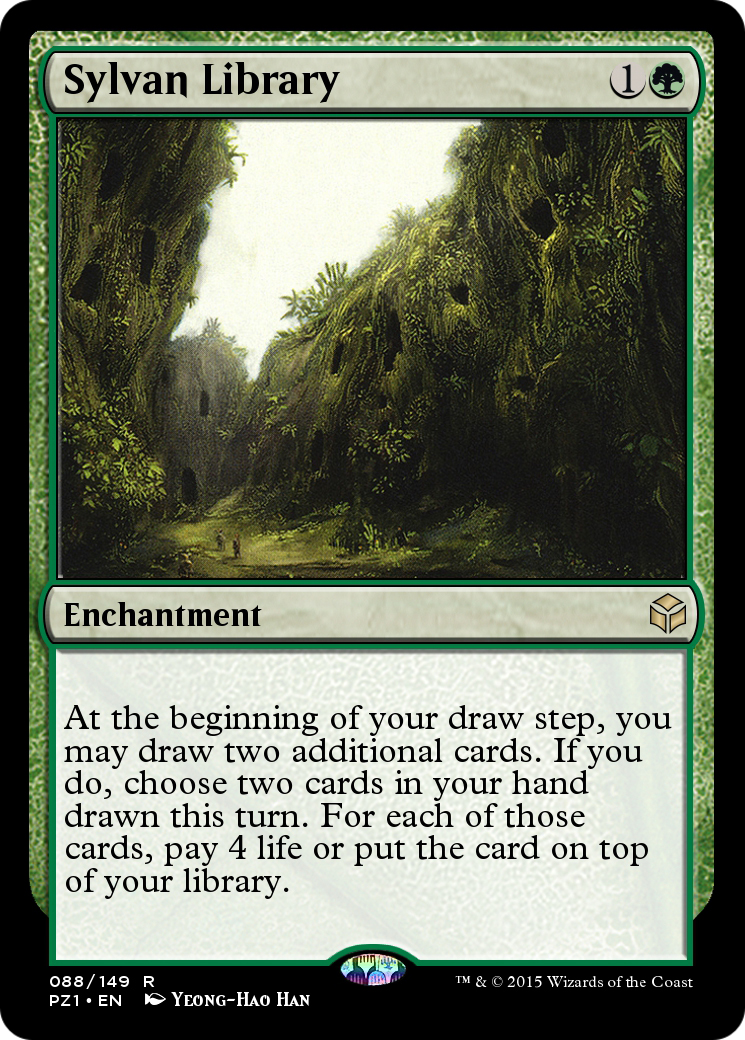 Sylvan Library 1
Enchantment
At the beginning of your draw step, you
may draw two additional cards. If you
do, choose two cards in your hand
drawn this turn. For each of those
cards, pay 4 life or put the card on top
of your library.
088/149 R
PZ1 • EN Yeong-Hao Han
™ & © 2015 Wizards of the Coast